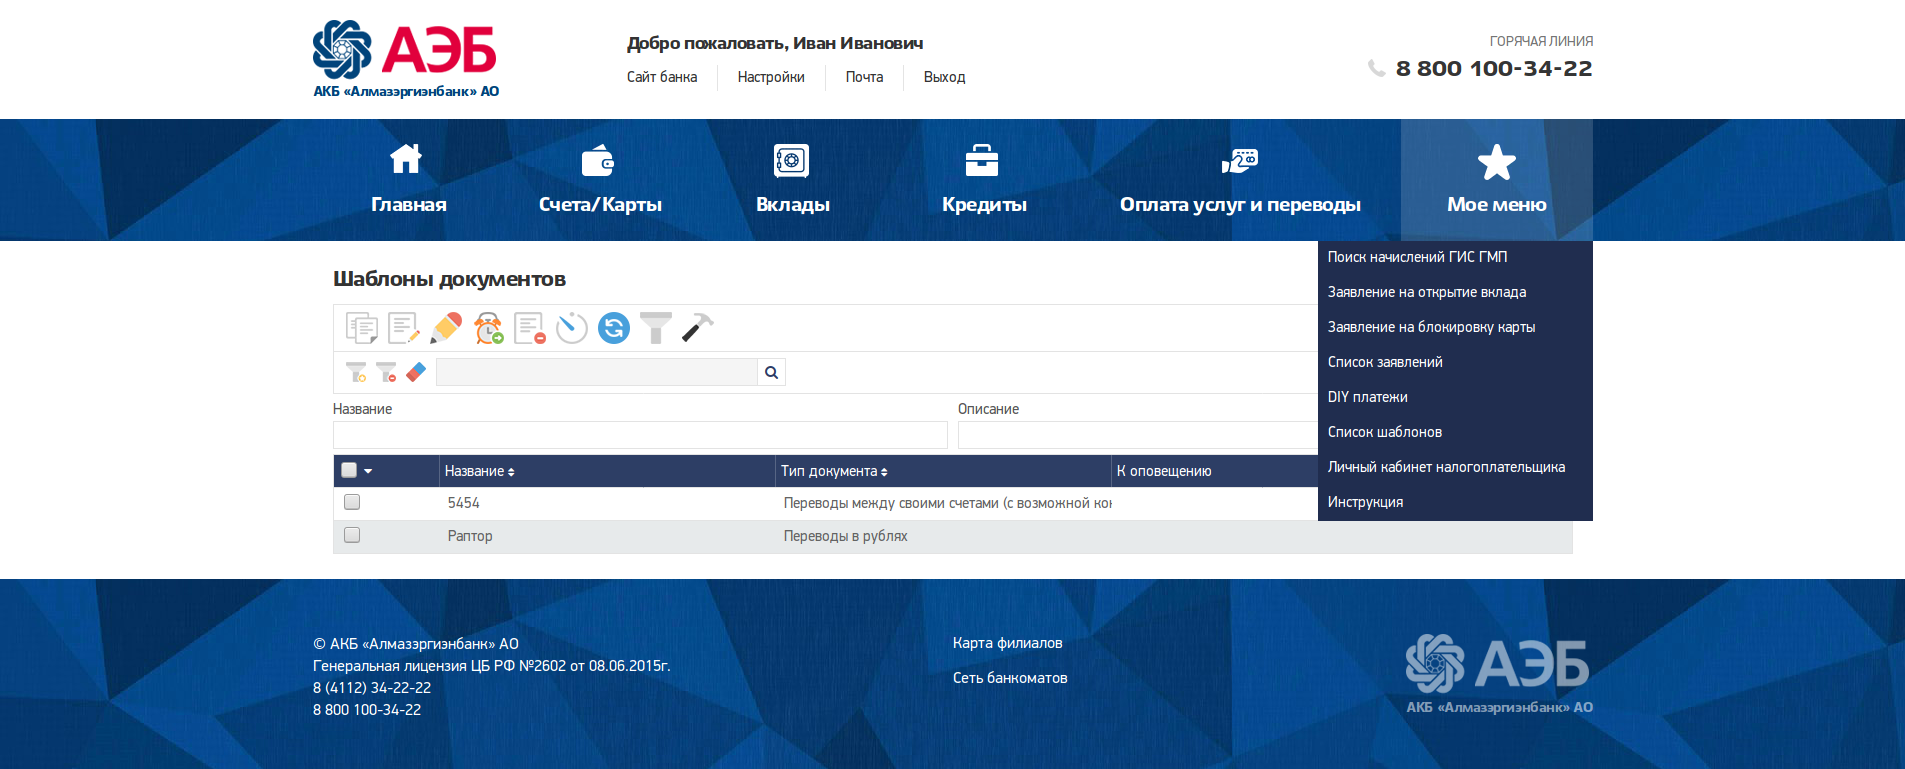 АЭБ
АКБ «Алмазэргиэнбанк» АО
Добро пожаловать, Иван Иванович
Сайт банка Настройки Почта Выход
ГОРЯЧАЯ ЛИНИЯ
8 800 100-34-22
Главная Счета/Карты Вклады Кредиты Оплата услуг и переводы Мое меню
Поиск начислений ГИС ГМП
Заявление на открытие вклада
Заявление на блокировку карты
Список заявлений
DIY платежи
Список шаблонов
Личный кабинет налогоплательщика
Инструкция
Шаблоны документов
Название Описание
Название Тип документа К оповещению
5454 Переводы между своими счетами (с возможной кон
Раптор Переводы в рублях
© АКБ «Алмазэргиэнбанк» АО
Генеральная лицензия ЦБ РФ №2602 от 08.06.2015г.
8 (4112) 34-22-22
8 800 100-34-22
Карта филиалов
Сеть банкоматов
АЭБ
АКБ «Алмазэргиэнбанк» АО